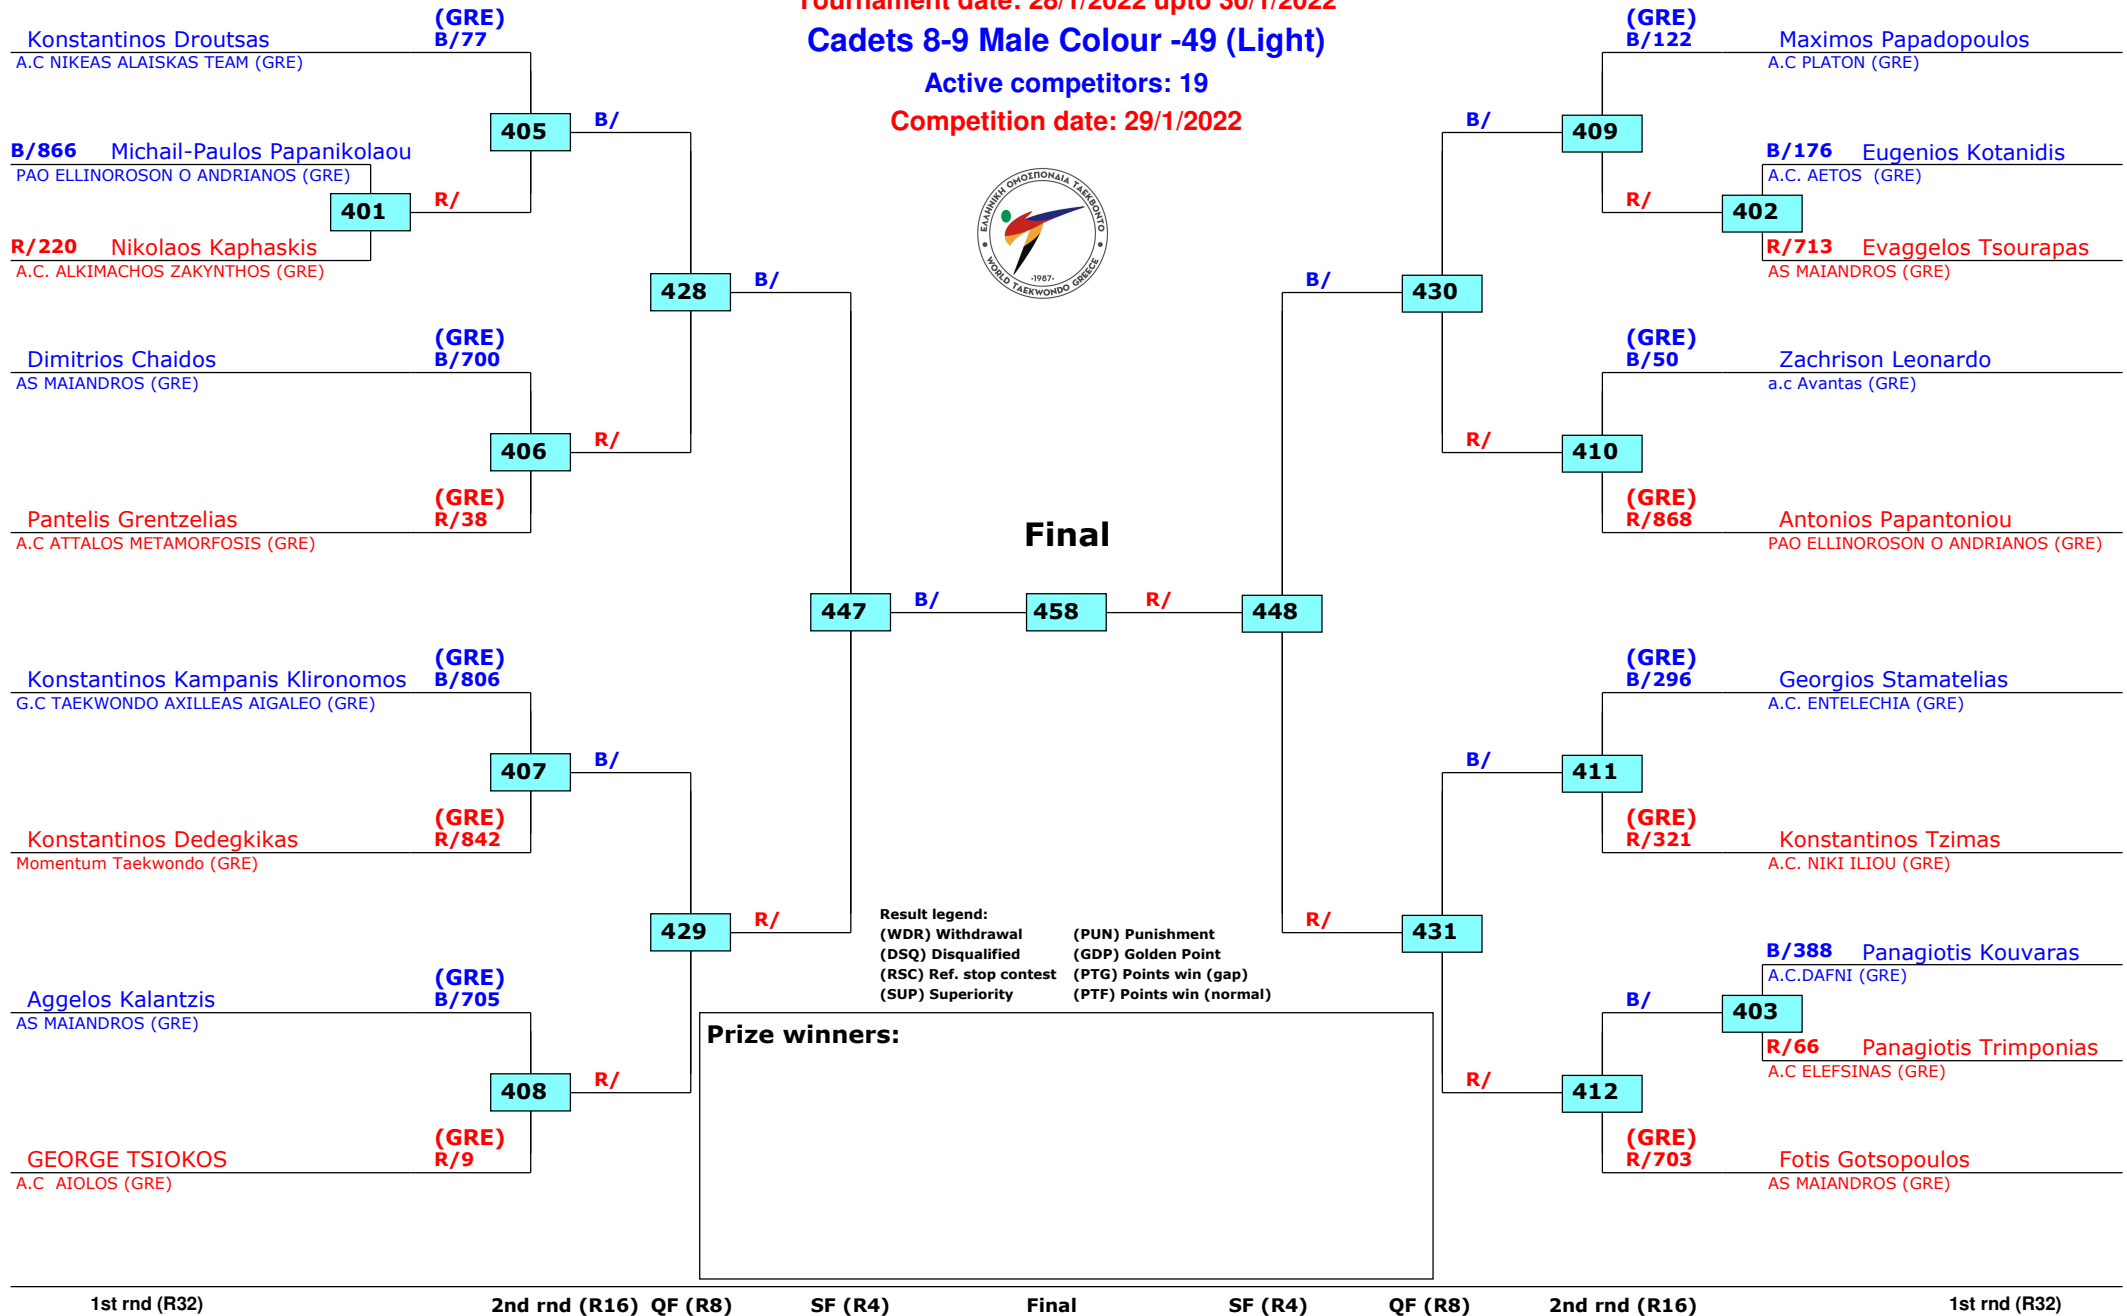 Tournament date: 28/1/2022 upto 30/1/2022
Cadets 8-9 Male Colour -49 (Light)
Active competitors: 19
Competition date: 29/1/2022
ΕΛΛΗΝΙΚΗ ΟΜΟΣΠΟΝΔΙΑ ΤΑΕΚΒΟΝΤΟ
·1987·
WORLD TAEKWONDO GREECE
(GRE)
Konstantinos Droutsas B/77
A.C NIKEAS ALAISKAS TEAM (GRE)
405 B/
B/866 Michail-Paulos Papanikolaou
PAO ELLINOROSON O ANDRIANOS (GRE)
401 R/
R/220 Nikolaos Kaphaskis
A.C. ALKIMACHOS ZAKYNTHOS (GRE)
428 B/
(GRE)
Dimitrios Chaidos B/700
AS MAIANDROS (GRE)
406 R/
(GRE)
Pantelis Grentzelias R/38
A.C ATTALOS METAMORFOSIS (GRE)
447 B/
(GRE)
Konstantinos Kampanis Klironomos B/806
G.C TAEKWONDO AXILLEAS AIGALEO (GRE)
407 B/
(GRE)
Konstantinos Dedegkikas R/842
Momentum Taekwondo (GRE)
429 R/
(GRE)
Aggelos Kalantzis B/705
AS MAIANDROS (GRE)
408 R/
(GRE)
GEORGE TSIOKOS R/9
A.C AIOLOS (GRE)
Final
458
(GRE)
B/122 Maximos Papadopoulos
A.C PLATON (GRE)
B/ 409
B/176 Eugenios Kotanidis
A.C. AETOS (GRE)
R/ 402
R/713 Evaggelos Tsourapas
AS MAIANDROS (GRE)
B/ 430
(GRE)
B/50 Zachrison Leonardo
a.c Avantas (GRE)
R/ 410
(GRE)
R/868 Antonios Papantoniou
PAO ELLINOROSON O ANDRIANOS (GRE)
R/ 448
(GRE)
B/296 Georgios Stamatelias
A.C. ENTELECHIA (GRE)
B/ 411
(GRE)
R/321 Konstantinos Tzimas
A.C. NIKI ILIOU (GRE)
R/ 431
B/388 Panagiotis Kouvaras
A.C.DAFNI (GRE)
B/ 403
R/66 Panagiotis Trimponias
A.C ELEFSINAS (GRE)
R/ 412
(GRE)
R/703 Fotis Gotsopoulos
AS MAIANDROS (GRE)
Result legend:
(WDR) Withdrawal (PUN) Punishment
(DSQ) Disqualified (GDP) Golden Point
(RSC) Ref. stop contest (PTG) Points win (gap)
(SUP) Superiority (PTF) Points win (normal)
Prize winners:
1st rnd (R32) 2nd rnd (R16) QF (R8) SF (R4) Final SF (R4) QF (R8) 2nd rnd (R16) 1st rnd (R32)